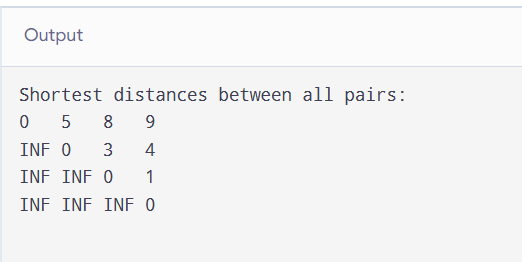 Output
Shortest distances between all pairs:
0   5   8   9
INF 0   3   4
INF INF 0   1
INF INF INF 0